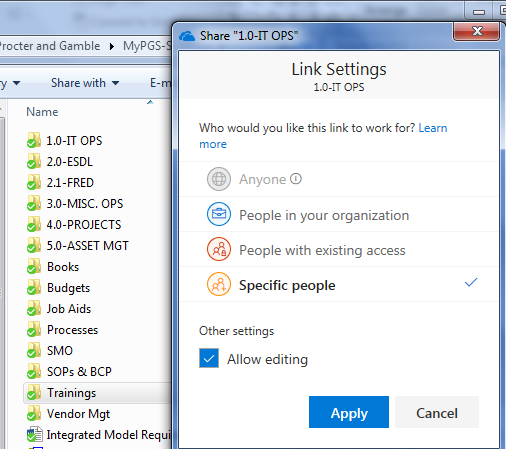 Share "1.0-IT OPS"
Procter and Gamble ▸ MyPGS-S
Share with ▾ E-m
Name
1.0-IT OPS
2.0-ESDL
2.1-FRED
3.0-MISC. OPS
4.0-PROJECTS
5.0-ASSET MGT
Books
Budgets
Job Aids
Processes
SMO
SOPs & BCP
Trainings
Vendor Mgt
Integrated Model Requi
Link Settings
1.0-IT OPS
Who would you like this link to work for? Learn
more
Anyone
People in your organization
People with existing access
Specific people
Other settings
Allow editing
Apply Cancel